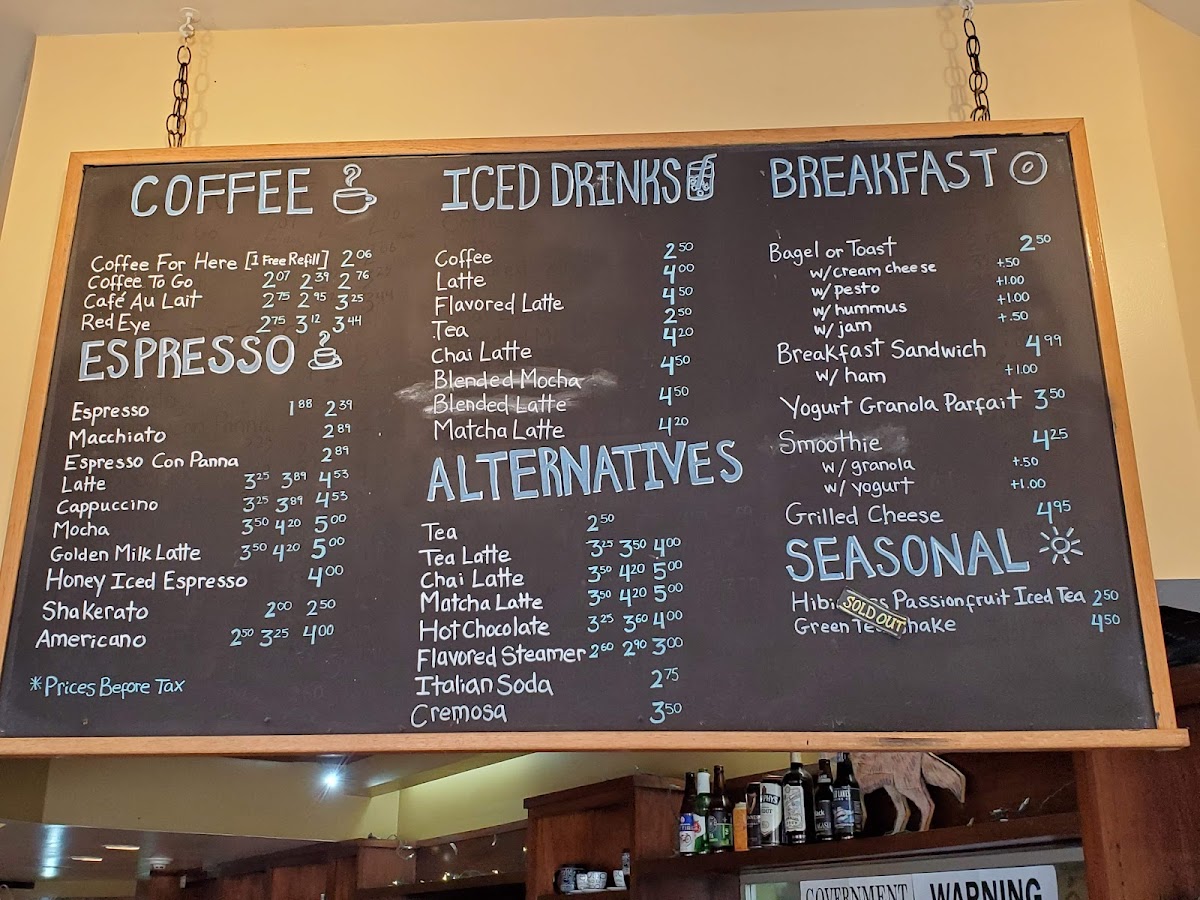 COFFEE
Coffee For Here [1 Free Refill] 2.06
Coffee To Go 2.07 2.39 2.76
Café Au Lait 2.75 2.95 3.25
Red Eye 2.75 3.12 3.44
ESPRESSO
Espresso 1.88 2.39
Macchiato 2.89
Espresso Con Panna 2.89
Latte 3.25 3.89 4.53
Cappuccino 3.25 3.89 4.53
Mocha 3.50 4.20 5.00
Golden Milk Latte 3.50 4.20 5.00
Honey Iced Espresso 4.00
Shakerato 2.00 2.50
Americano 2.50 3.25 4.00
*Prices Before Tax
ICED DRINKS
Coffee 2.50
Latte 4.00
Flavored Latte 4.50
Tea 2.50
Chai Latte 4.20
Blended Mocha 4.50
Blended Latte 4.50
Matcha Latte 4.20
ALTERNATIVES
Tea 2.50
Tea Latte 3.25 3.50 4.00
Chai Latte 3.50 4.20 5.00
Matcha Latte 3.50 4.20 5.00
Hot Chocolate 3.25 3.60 4.00
Flavored Steamer 2.60 2.90 3.00
Italian Soda 2.75
Cremosa 3.50
BREAKFAST
Bagel or Toast 2.50
w/cream cheese +.50
w/pesto +1.00
w/hummus +1.00
w/jam +.50
Breakfast Sandwich 4.99
w/ham +1.00
Yogurt Granola Parfait 3.50
Smoothie 4.25
w/granola +.50
w/yogurt +1.00
Grilled Cheese 4.95
SEASONAL
Passionfruit Iced Tea 2.50
Green 4.50
SOLD OUT
GOVERNMENT WARNING